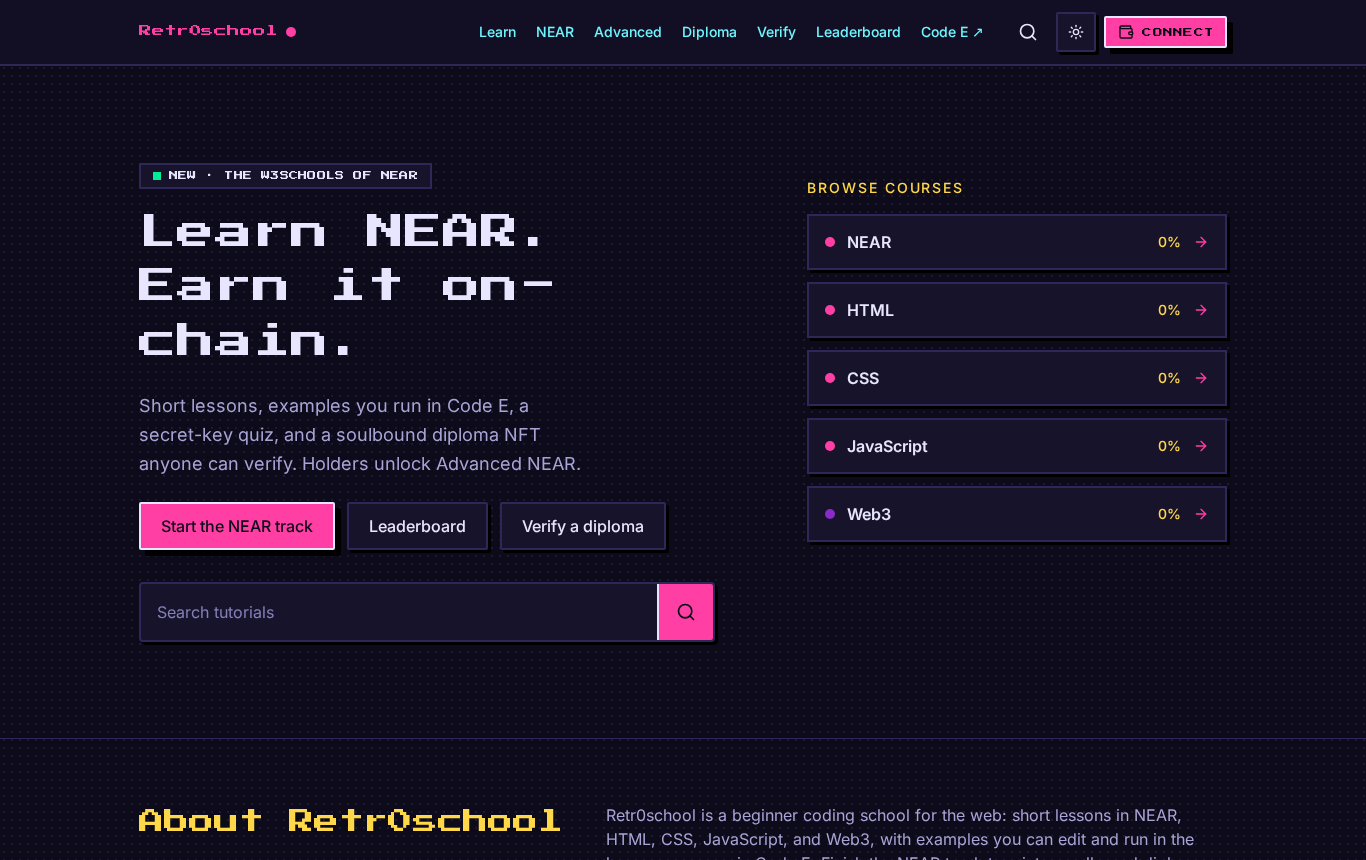 Retr0school
Learn NEAR Advanced Diploma Verify Leaderboard Code E ↗
CONNECT
NEW · THE W3SCHOOLS OF NEAR
Learn NEAR.
Earn it on-
chain.
Short lessons, examples you run in Code E, a
secret-key quiz, and a soulbound diploma NFT
anyone can verify. Holders unlock Advanced NEAR.
Start the NEAR track
Leaderboard
Verify a diploma
Search tutorials
BROWSE COURSES
NEAR 0% →
HTML 0% →
CSS 0% →
JavaScript 0% →
Web3 0% →
About Retr0school
Retr0school is a beginner coding school for the web: short lessons in NEAR,
HTML, CSS, JavaScript, and Web3, with examples you can edit and run in the